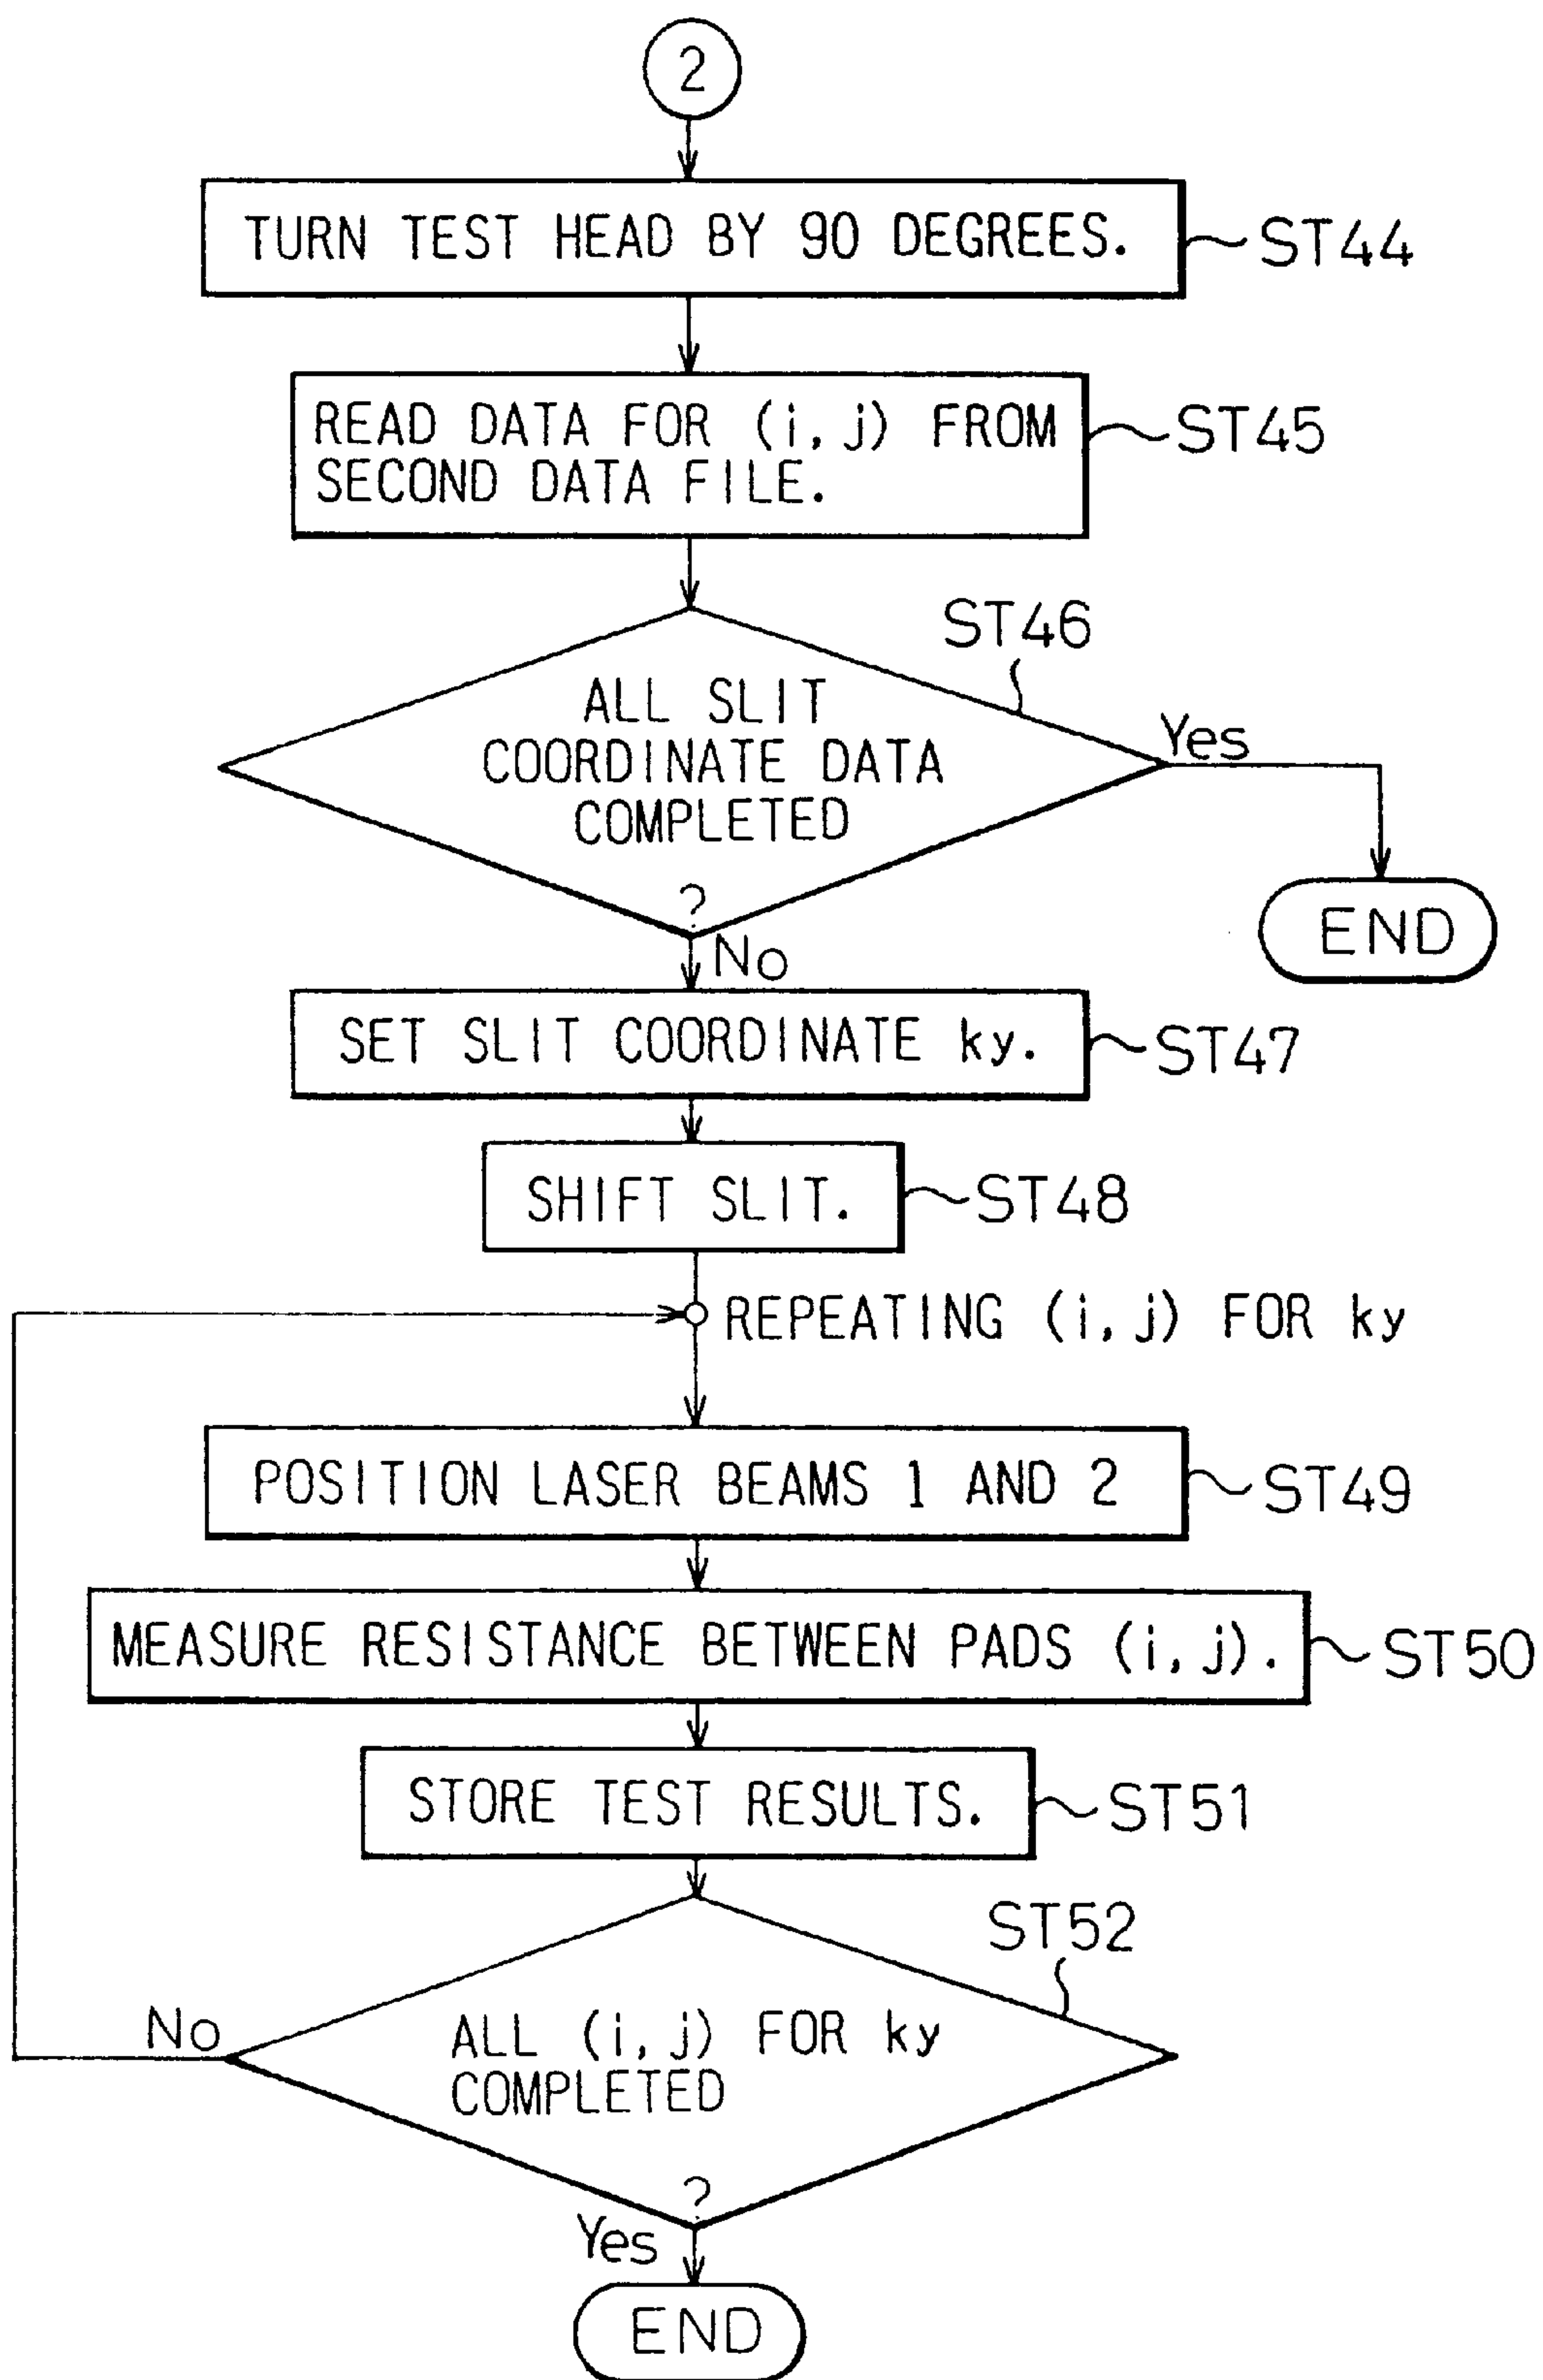 2
TURN TEST HEAD BY 90 DEGREES.
ST44
READ DATA FOR (i, j) FROM
SECOND DATA FILE.
ST45
ST46
ALL SLIT
COORDINATE DATA
COMPLETED
?
Yes
END
No
SET SLIT COORDINATE ky.
ST47
SHIFT SLIT.
ST48
REPEATING (i, j) FOR ky
POSITION LASER BEAMS 1 AND 2
ST49
MEASURE RESISTANCE BETWEEN PADS (i, j).
ST50
STORE TEST RESULTS.
ST51
ST52
No
ALL (i, j) FOR ky
COMPLETED
?
Yes
END